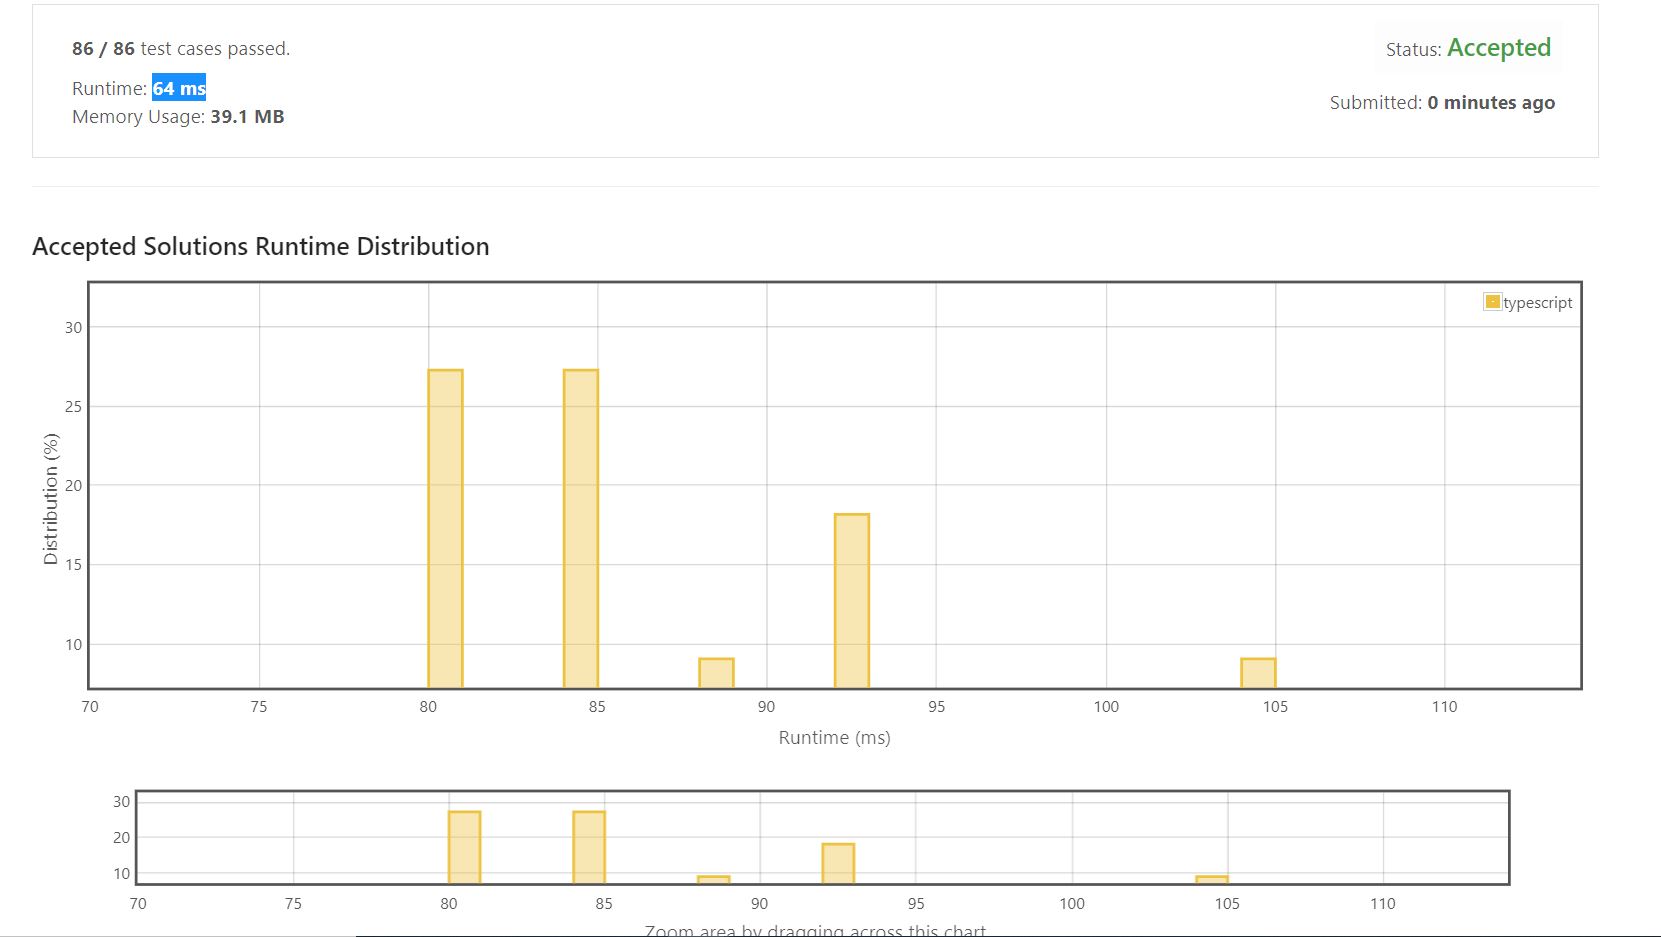 86 / 86 test cases passed.
Status: Accepted
Runtime: 64 ms
Submitted: 0 minutes ago
Memory Usage: 39.1 MB
Accepted Solutions Runtime Distribution
typescript
30
25
20
15
10
Distribution (%)
70 75 80 85 90 95 100 105 110
Runtime (ms)
30
20
10
70 75 80 85 90 95 100 105 110
Zoom area by dragging across this chart